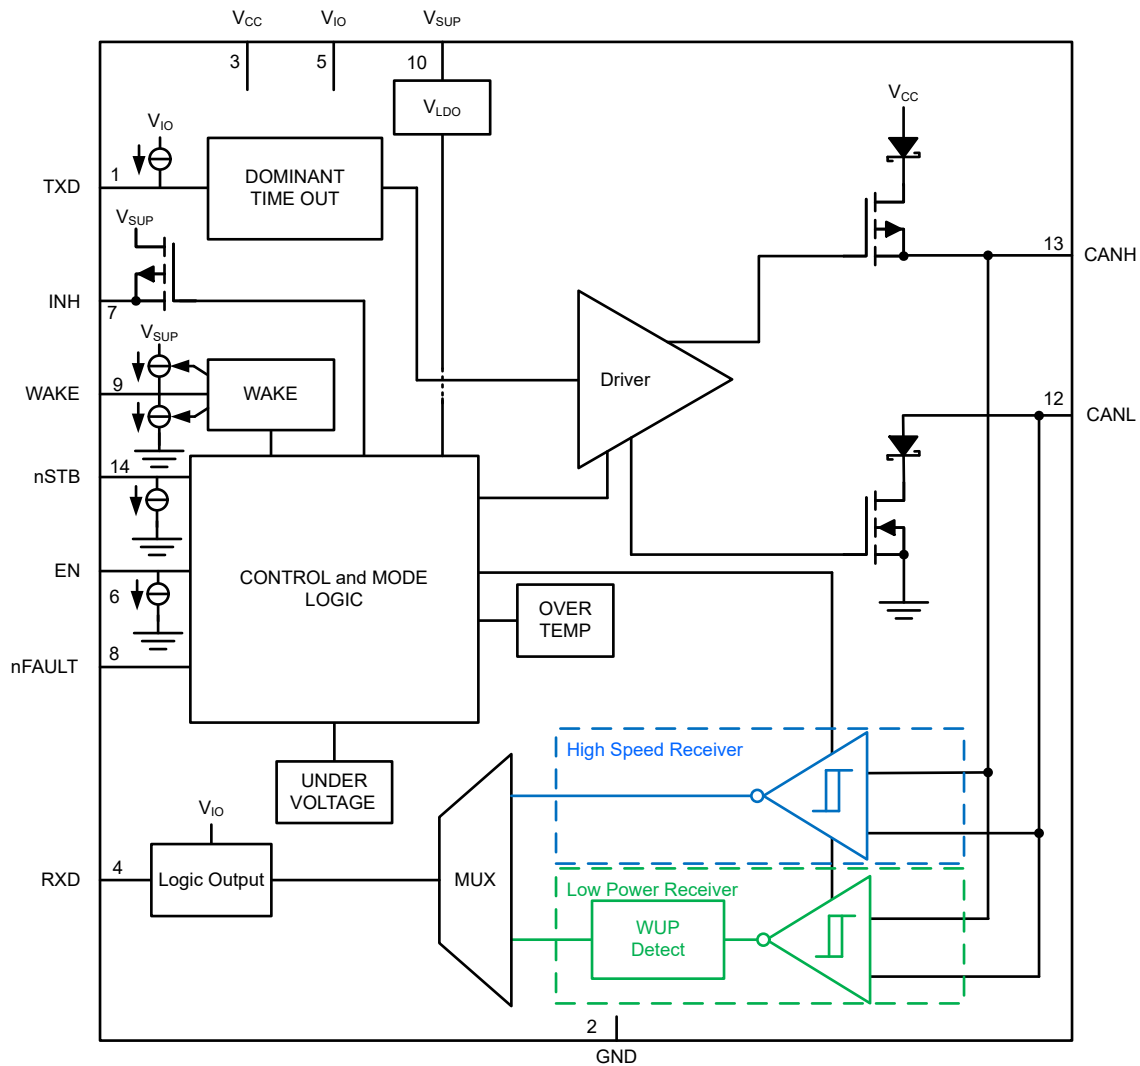 VCC
VIO
VSUP
3
5
10
VLDO
VCC
VIO
TXD
1
DOMINANT
TIME OUT
VSUP
13
CANH
INH
7
VSUP
WAKE
9
WAKE
Driver
12
CANL
nSTB
14
EN
6
CONTROL and MODE
LOGIC
OVER
TEMP
nFAULT
8
High Speed Receiver
UNDER
VOLTAGE
VIO
RXD
4
Logic Output
MUX
Low Power Receiver
WUP
Detect
2
GND